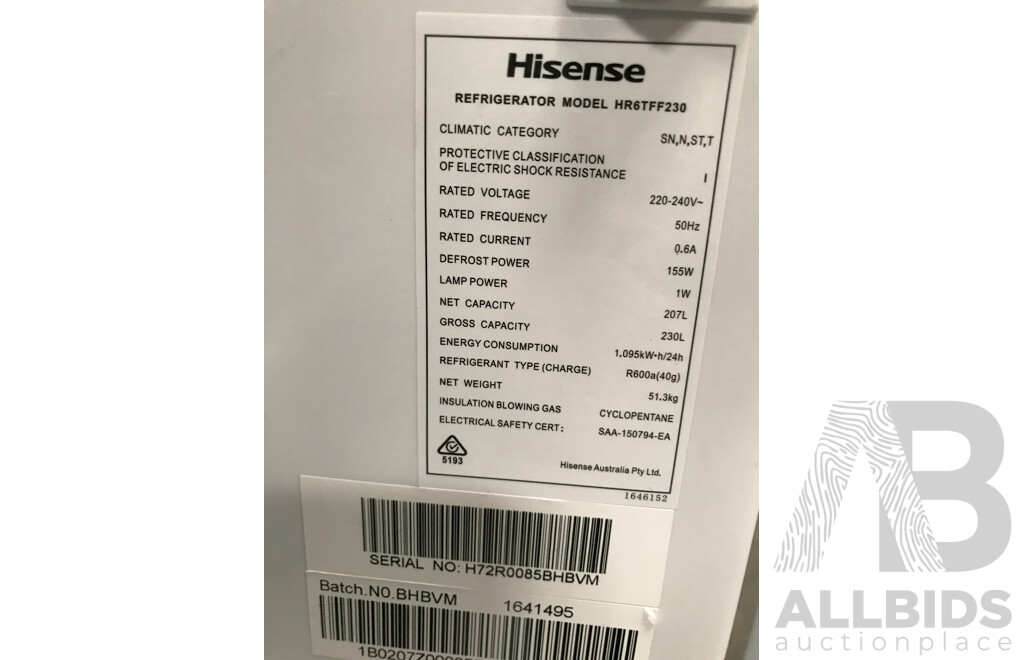 Hisense
REFRIGERATOR MODEL HR6TFF230
CLIMATIC CATEGORY SN,N,ST,T
PROTECTIVE CLASSIFICATION
OF ELECTRIC SHOCK RESISTANCE I
RATED VOLTAGE 220-240V~
RATED FREQUENCY 50Hz
RATED CURRENT 0.6A
DEFROST POWER 155W
LAMP POWER 1W
NET CAPACITY 207L
GROSS CAPACITY 230L
ENERGY CONSUMPTION 1.095kW•h/24h
REFRIGERANT TYPE (CHARGE) R600a(40g)
NET WEIGHT 51.3kg
INSULATION BLOWING GAS CYCLOPENTANE
ELECTRICAL SAFETY CERT: SAA-150794-EA
5193
Hisense Australia Pty Ltd.
1646152
SERIAL NO: H72R0085BHBVM
Batch.N0.BHBVM 1641495
AB
ALLBIDS
auctionplace